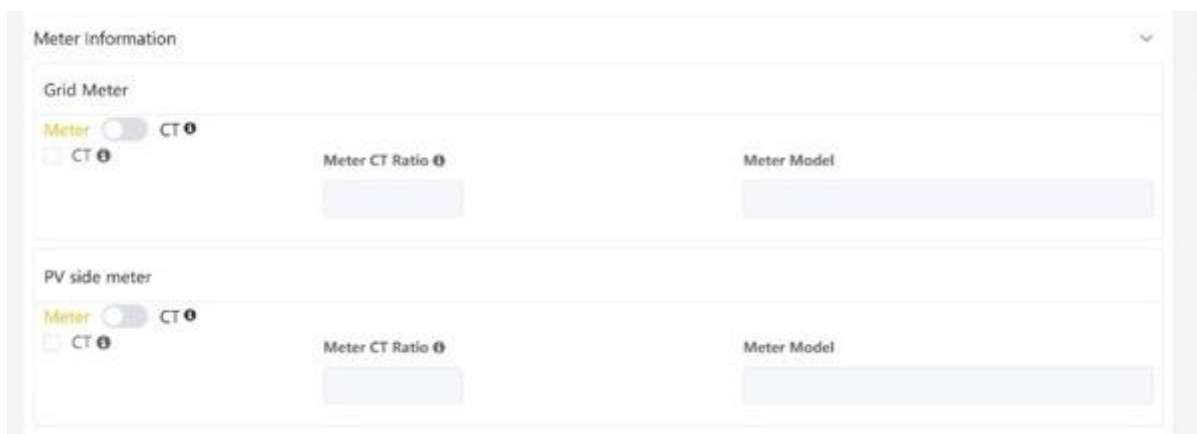 Meter Information
Grid Meter
Meter CT
CT
Meter CT Ratio
Meter Model
PV side meter
Meter CT
CT
Meter CT Ratio
Meter Model